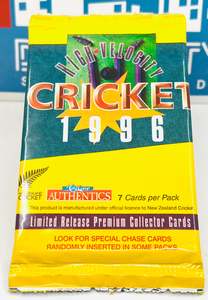 HIGH-VELOCITY
CRICKET
1996
AUTHENTICS
7 Cards per Pack
This product is manufactured under official licence to New Zealand Cricket
Limited Release Premium Collector Cards
LOOK FOR SPECIAL CHASE CARDS
RANDOMLY INSERTED IN SOME PACKS